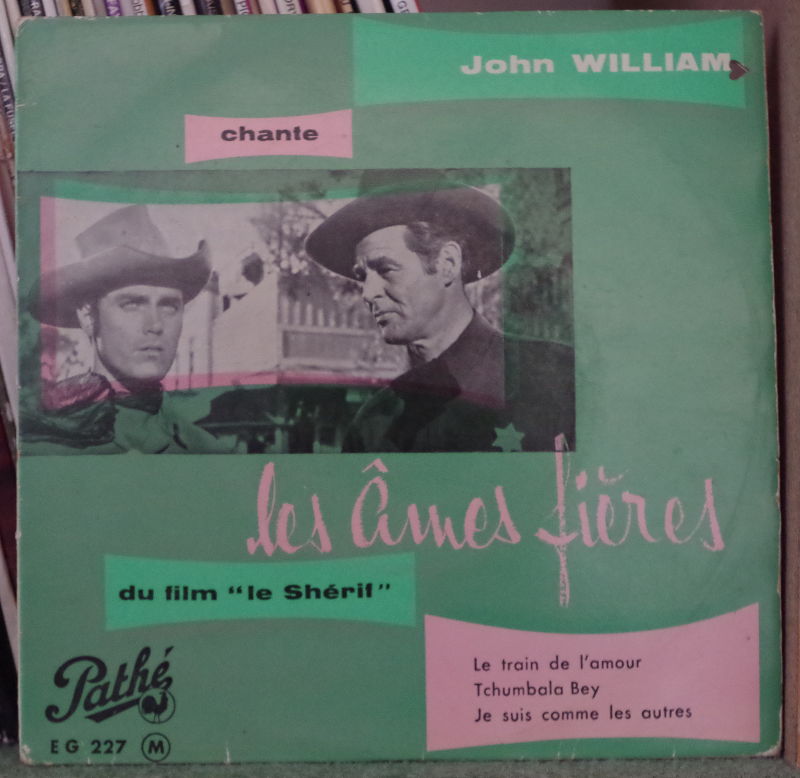 John WILLIAM
chante
les âmes fières
du film "le Shérif"
Le train de l'amour
Tchumbala Bey
Je suis comme les autres
Pathé
EG 227 M